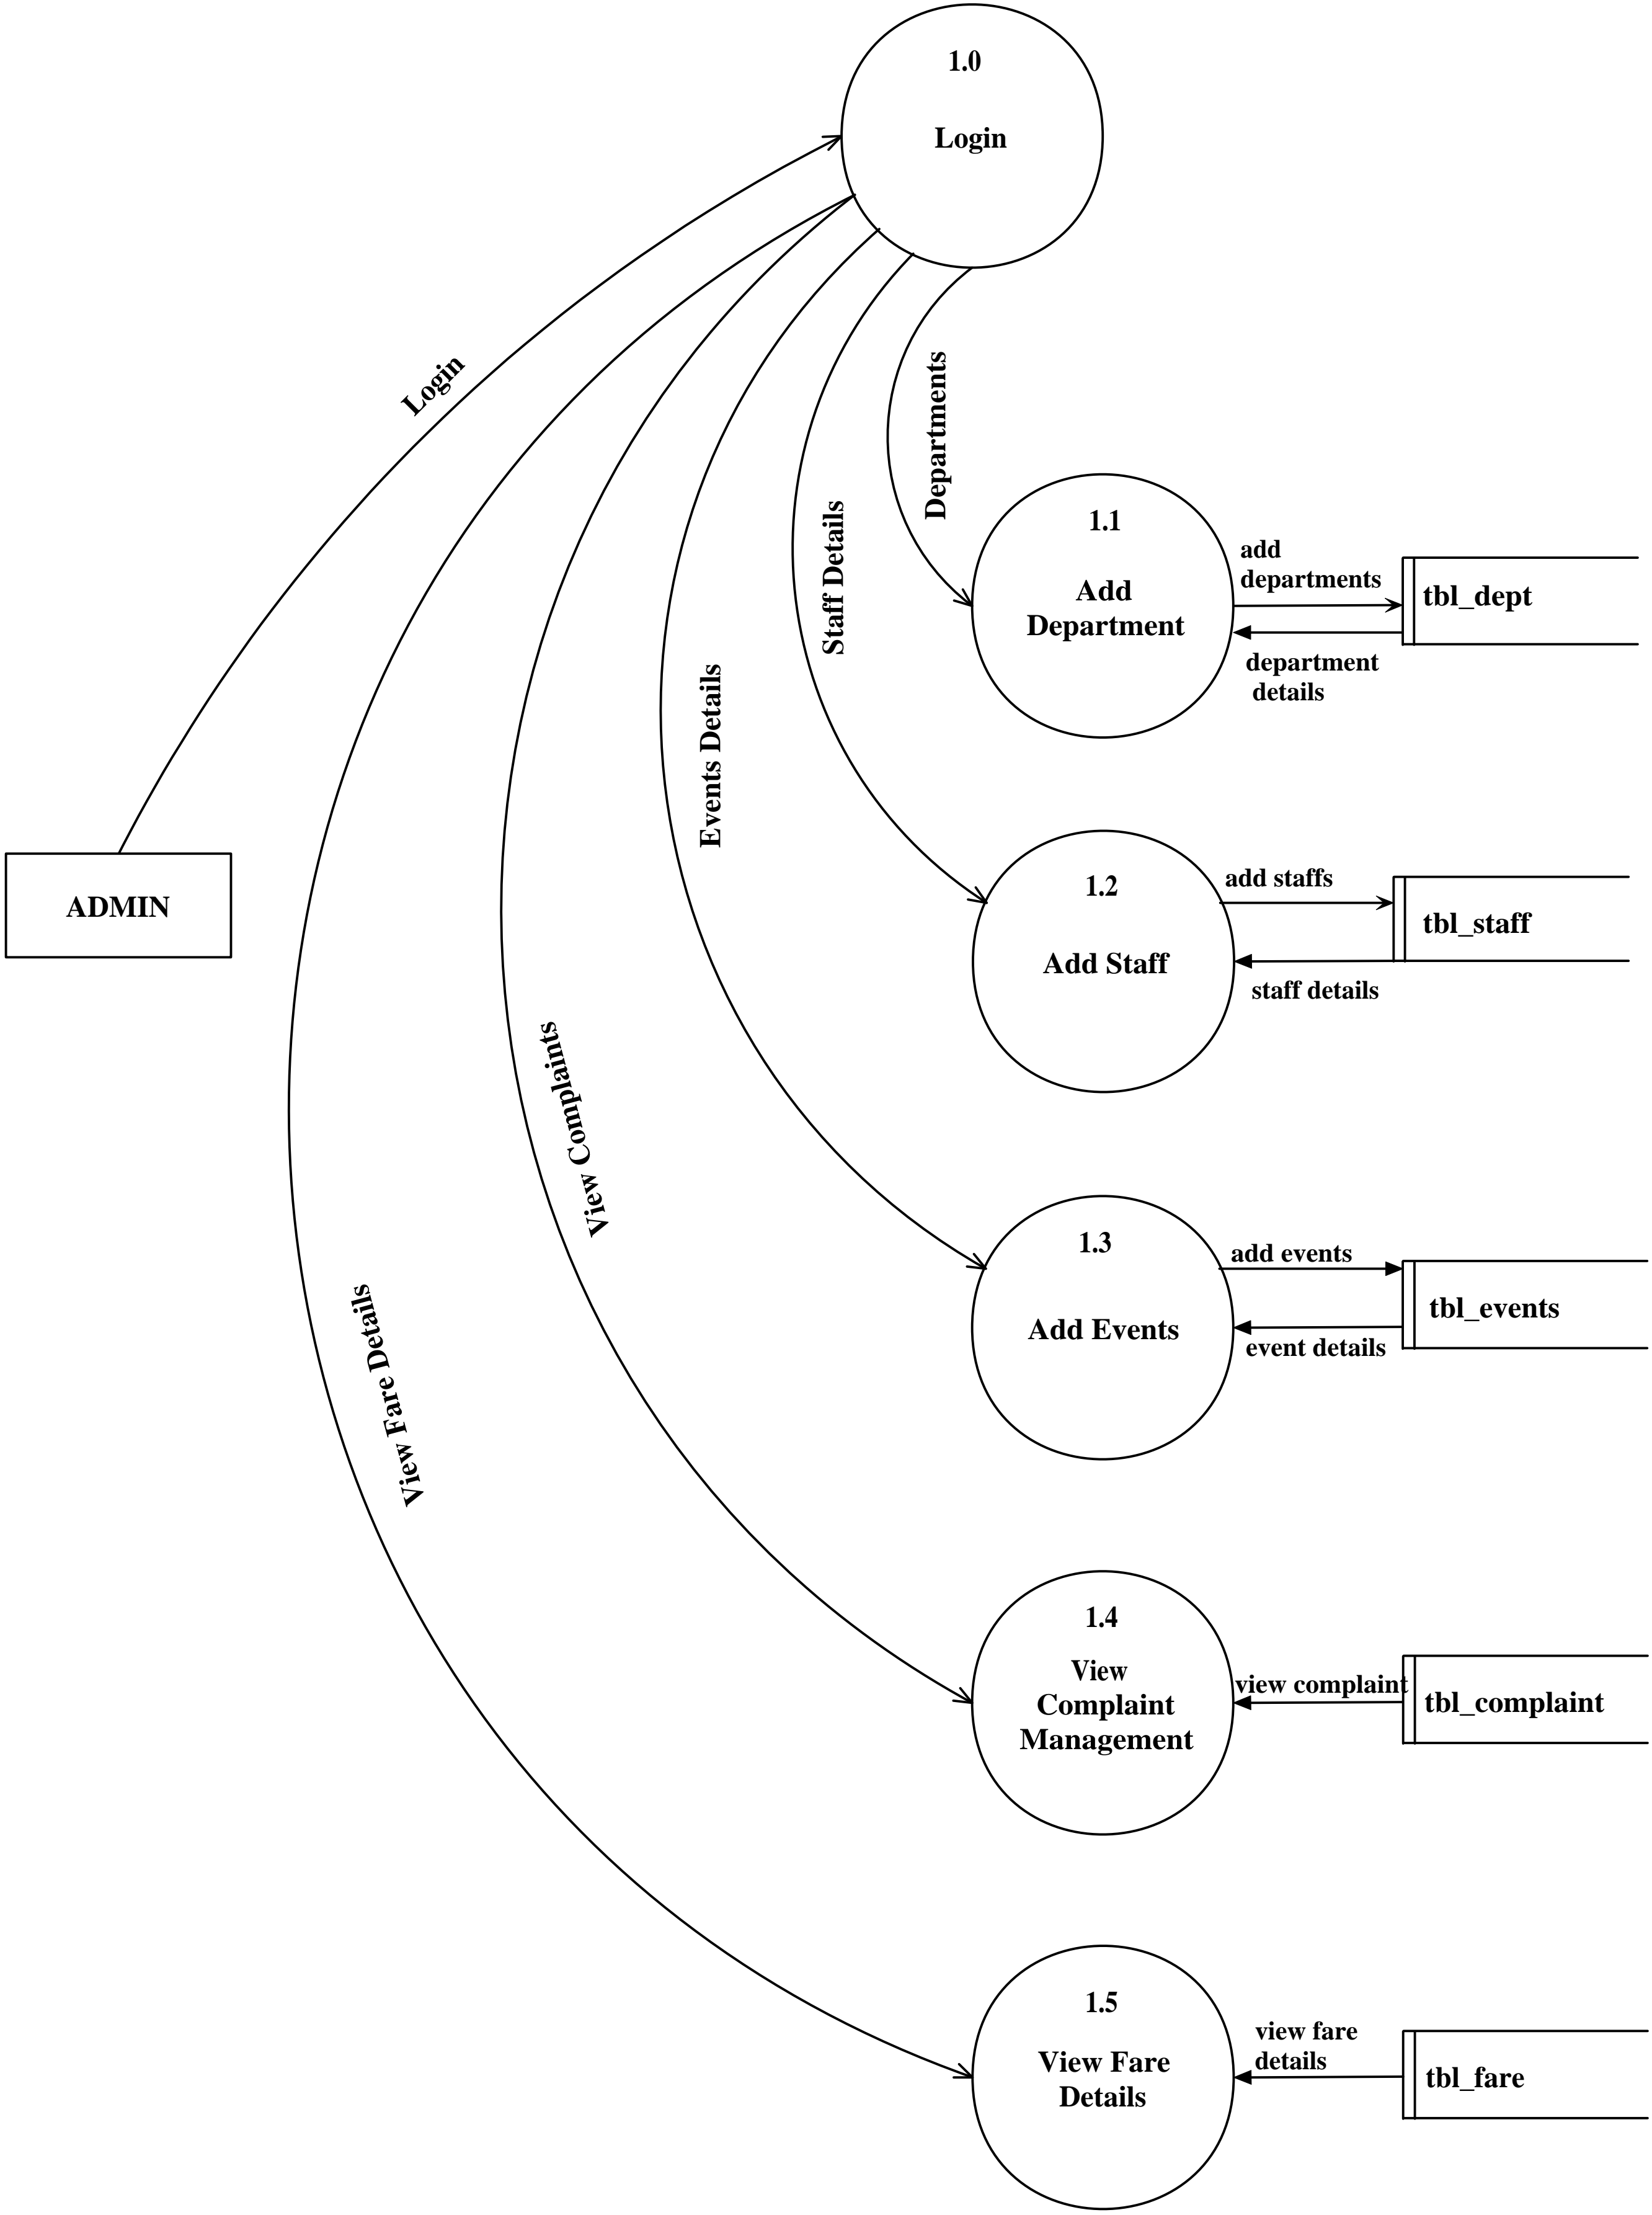 1.0
Login
Login
Departments
Staff Details
Events Details
View Complaints
View Fare Details
ADMIN
1.1
Add
Department
add
departments
department
details
tbl_dept
1.2
Add Staff
add staffs
staff details
tbl_staff
1.3
Add Events
add events
event details
tbl_events
1.4
View
Complaint
Management
view complaint
tbl_complaint
1.5
View Fare
Details
view fare
details
tbl_fare